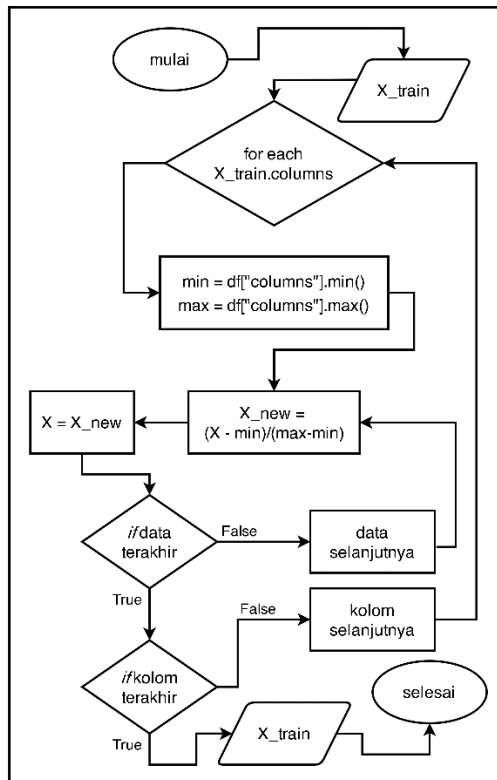 mulai
X_train
for each
X_train.columns
min = df["columns"].min()
max = df["columns"].max()
X_new =
(X - min)/(max-min)
X = X_new
if data
terakhir
False
data
selanjutnya
True
False
kolom
selanjutnya
if kolom
terakhir
selesai
True
X_train